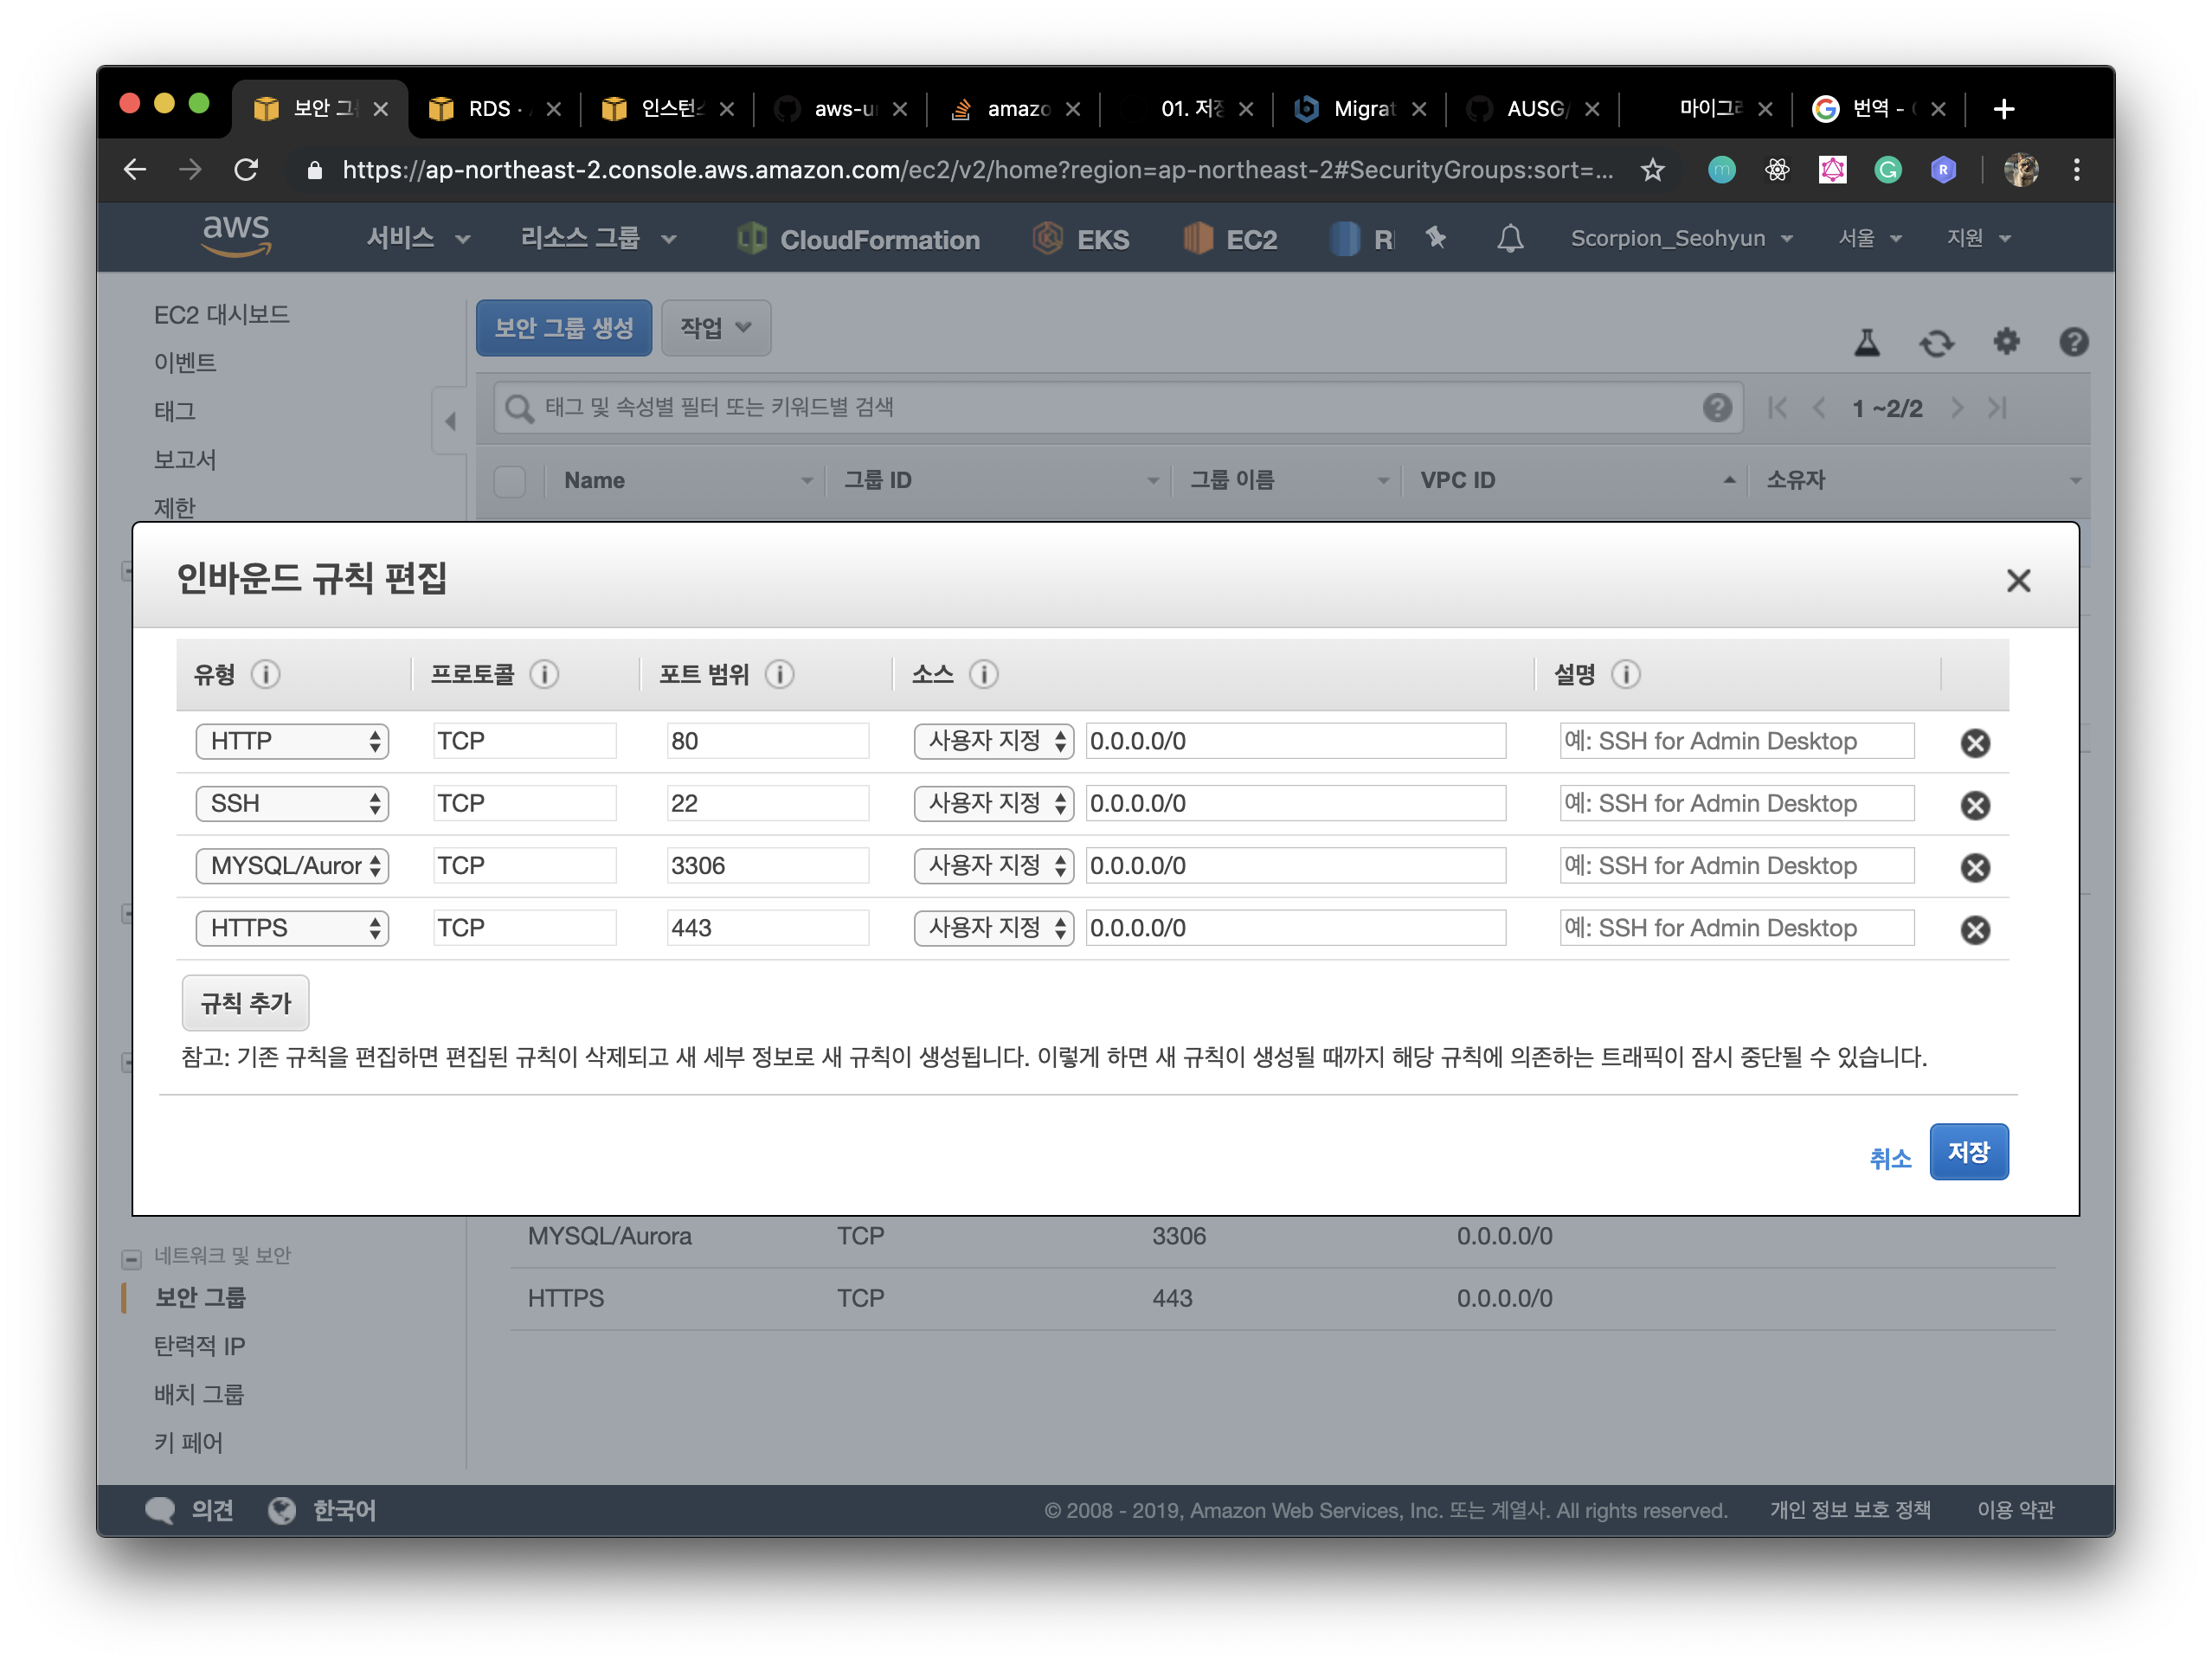 보안 그
RDS ·
인스턴스
aws-u
amazo
01. 저장
Migrat
AUSG/
마이그레
번역 -
https://ap-northeast-2.console.aws.amazon.com/ec2/v2/home?region=ap-northeast-2#SecurityGroups:sort=...
aws 서비스 리소스 그룹 CloudFormation EKS EC2 R Scorpion_Seohyun 서울 지원
EC2 대시보드
이벤트
태그
보고서
제한
보안 그룹 생성 작업
태그 및 속성별 필터 또는 키워드별 검색 1 ~2/2
Name 그룹 ID 그룹 이름 VPC ID 소유자
인바운드 규칙 편집
유형 프로토콜 포트 범위 소스 설명
HTTP TCP 80 사용자 지정 0.0.0.0/0 예: SSH for Admin Desktop
SSH TCP 22 사용자 지정 0.0.0.0/0 예: SSH for Admin Desktop
MYSQL/Auror TCP 3306 사용자 지정 0.0.0.0/0 예: SSH for Admin Desktop
HTTPS TCP 443 사용자 지정 0.0.0.0/0 예: SSH for Admin Desktop
규칙 추가
참고: 기존 규칙을 편집하면 편집된 규칙이 삭제되고 새 세부 정보로 새 규칙이 생성됩니다. 이렇게 하면 새 규칙이 생성될 때까지 해당 규칙에 의존하는 트래픽이 잠시 중단될 수 있습니다.
취소 저장
MYSQL/Aurora TCP 3306 0.0.0.0/0
HTTPS TCP 443 0.0.0.0/0
네트워크 및 보안
보안 그룹
탄력적 IP
배치 그룹
키 페어
의견 한국어 © 2008 - 2019, Amazon Web Services, Inc. 또는 계열사. All rights reserved. 개인 정보 보호 정책 이용 약관